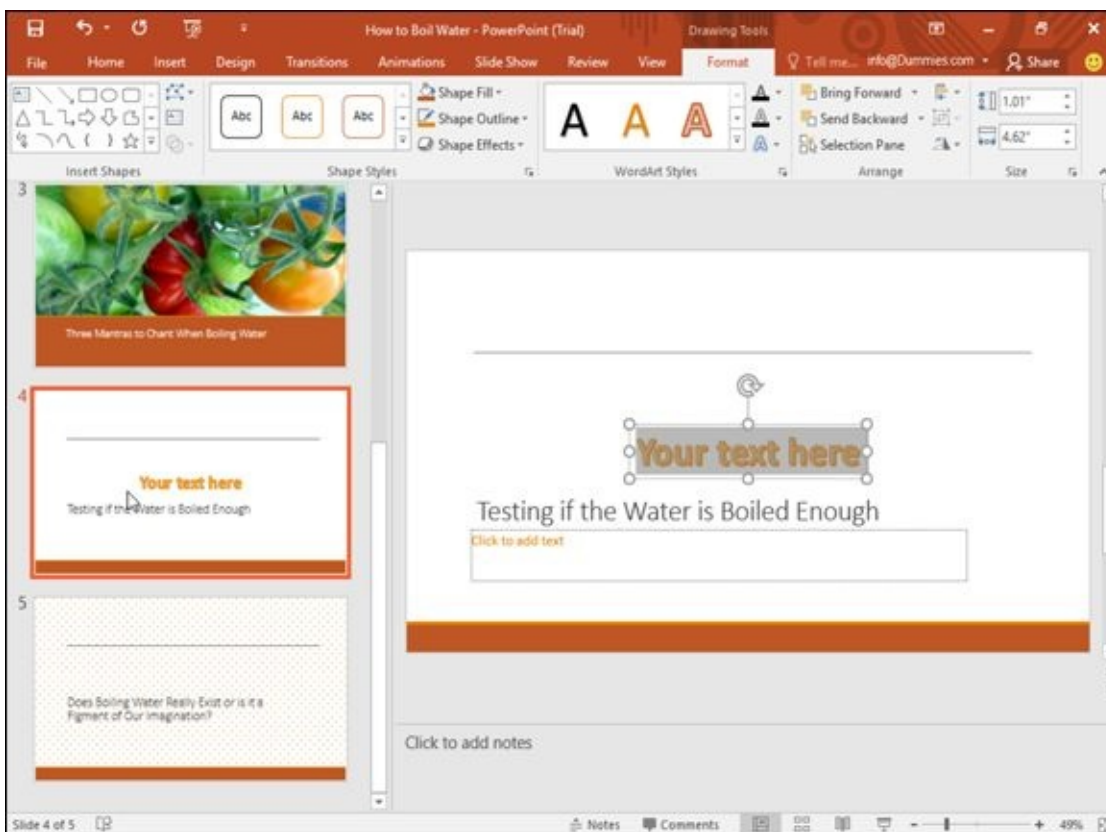 How to Boil Water - PowerPoint (Trial)
Drawing Tools
File Home Insert Design Transitions Animations Slide Show Review View Format Tell me... info@Dummies.com Share
Abc Abc Abc
Shape Fill
Shape Outline
Shape Effects
A A A
A
A
A
Bring Forward
Send Backward
Selection Pane
1.01"
4.62"
Insert Shapes Shape Styles WordArt Styles Arrange Size
3
Three Mantras to Chant When Boiling Water
4
Your text here
Testing if the Water is Boiled Enough
5
Does Boiling Water Really Exist or is it a
Figment of Our Imagination?
Your text here
Testing if the Water is Boiled Enough
Click to add text
Click to add notes
Slide 4 of 5 Notes Comments 49%